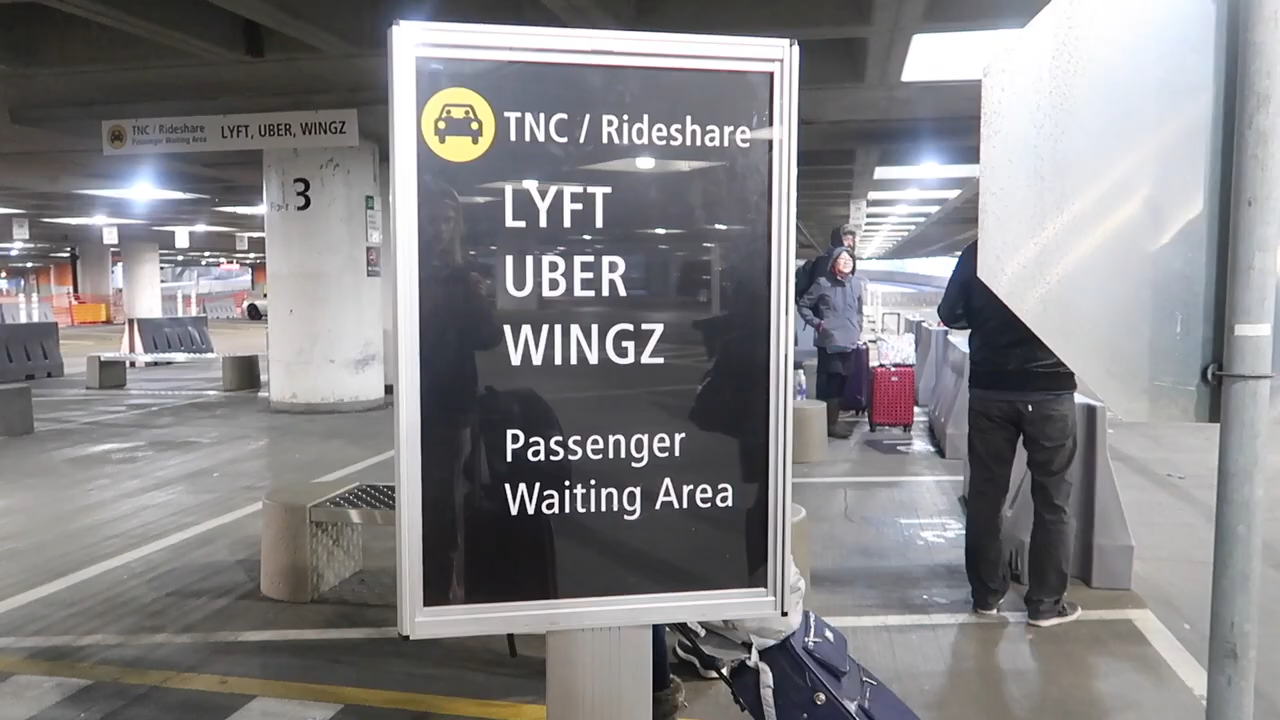 TNC / Rideshare
Passenger Waiting Area
LYFT, UBER, WINGZ
3
TNC / Rideshare
LYFT
UBER
WINGZ
Passenger
Waiting Area